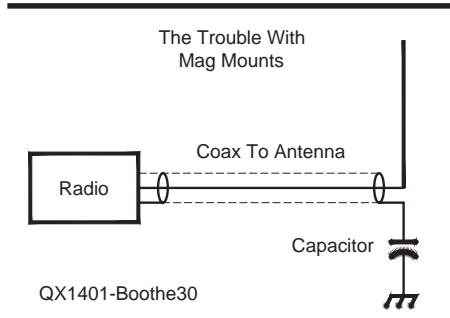 The Trouble With
Mag Mounts
Coax To Antenna
Radio
Capacitor
QX1401-Boothe30